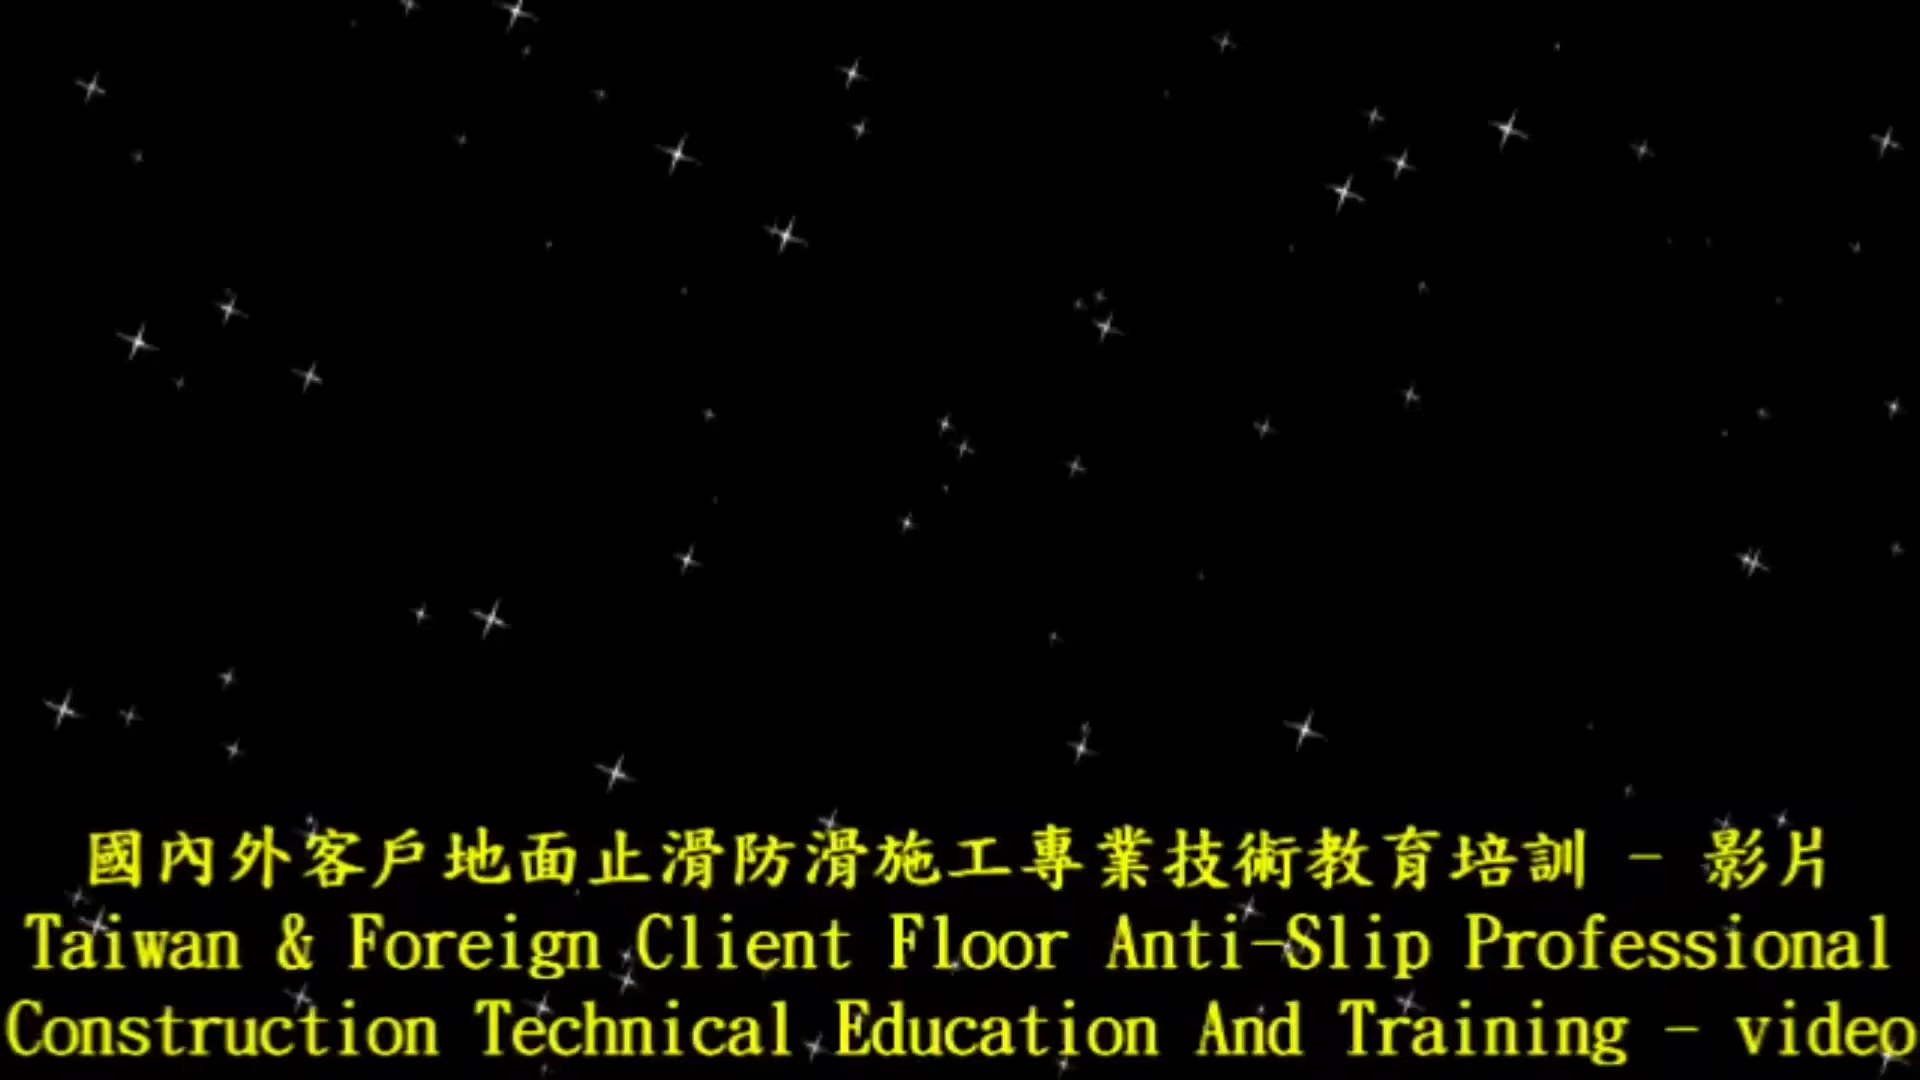 國內外客戶地面止滑防滑施工專業技術教育培訓 - 影片
Taiwan & Foreign Client Floor Anti-Slip Professional
Construction Technical Education And Training - video